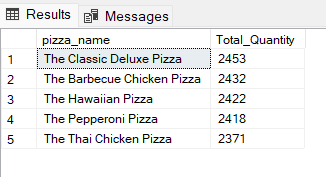 Results Messages
pizza_name Total_Quantity
1 The Classic Deluxe Pizza 2453
2 The Barbecue Chicken Pizza 2432
3 The Hawaiian Pizza 2422
4 The Pepperoni Pizza 2418
5 The Thai Chicken Pizza 2371